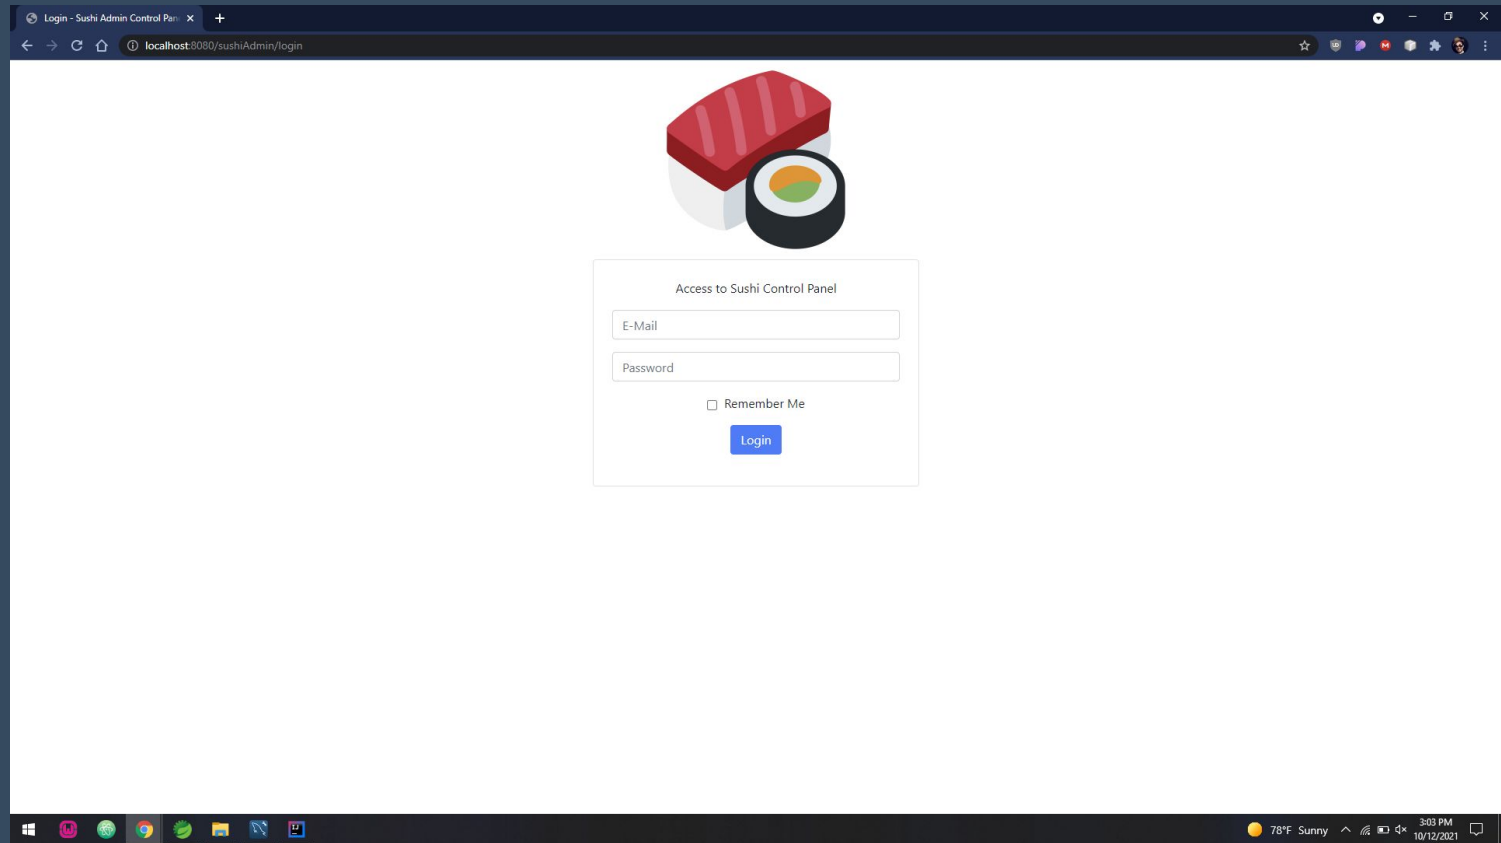 Login - Sushi Admin Control Pan
localhost:8080/sushiAdmin/login
Access to Sushi Control Panel
E-Mail
Password
Remember Me
Login
78°F Sunny
3:03 PM
10/12/2021